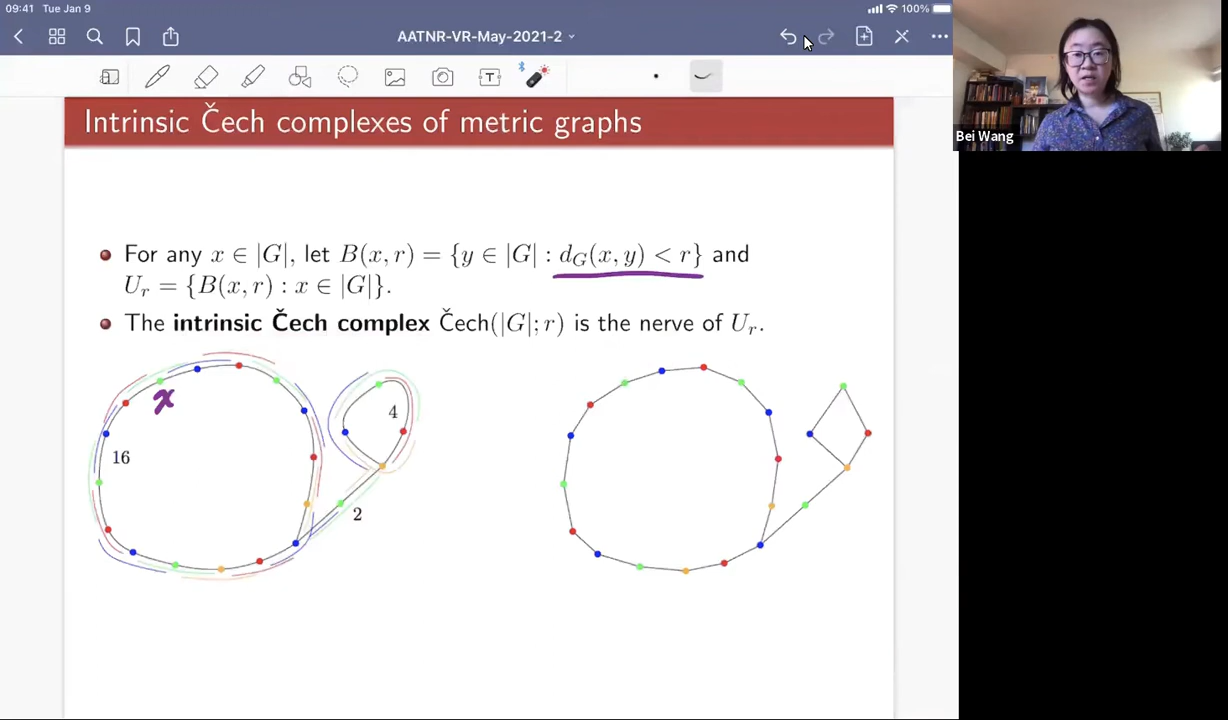 09:41 Tue Jan 9
100%
AATNR-VR-May-2021-2
T
Bei Wang
Intrinsic Čech complexes of metric graphs
For any x ∈ |G|, let B(x, r) = {y ∈ |G| : d_G(x, y) < r} and
U_r = {B(x, r) : x ∈ |G|}.
The intrinsic Čech complex Čech(|G|; r) is the nerve of U_r.
x
4
16
2